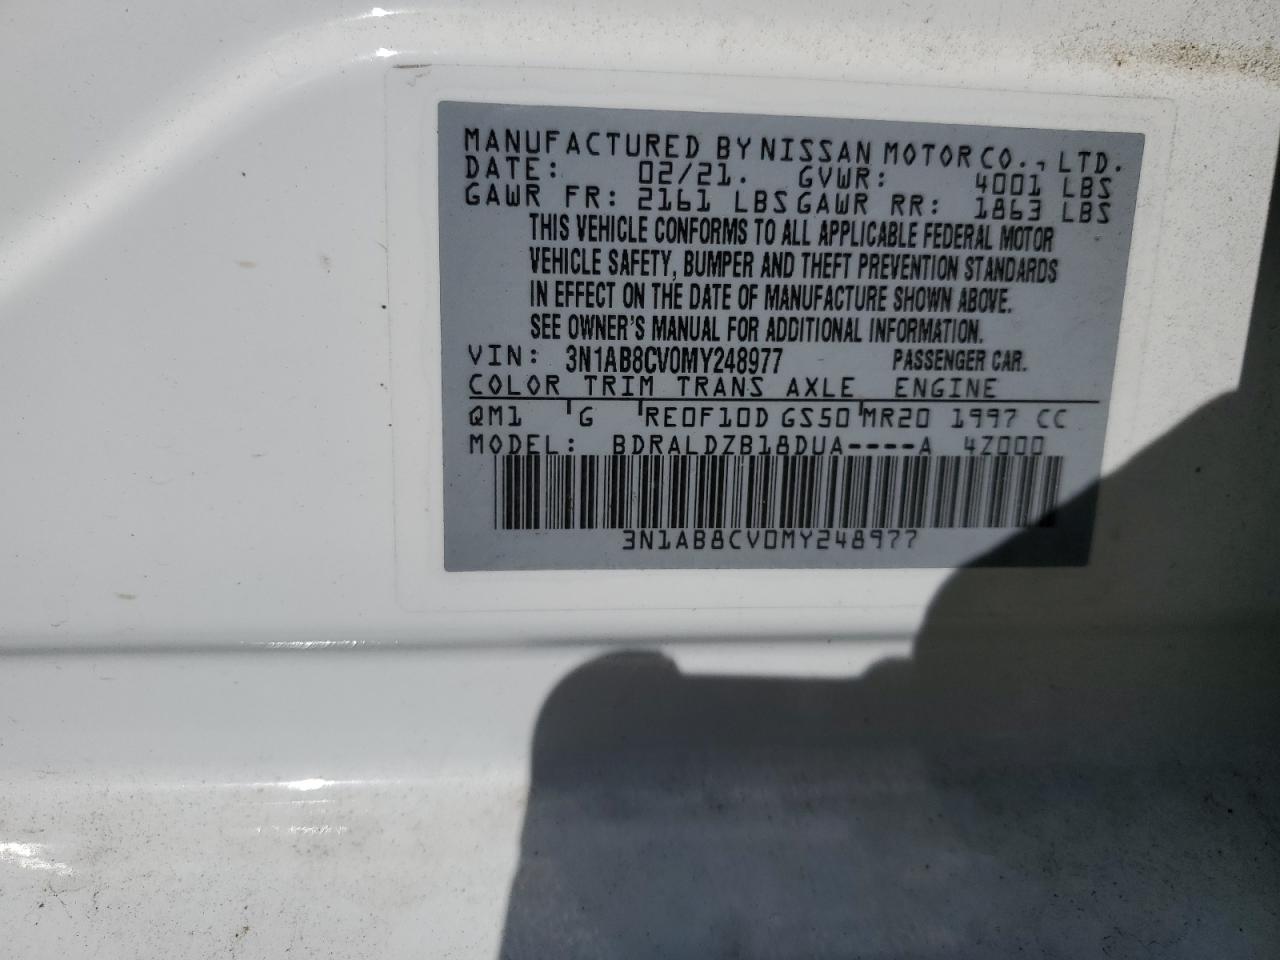 MANUFACTURED BY NISSAN MOTOR CO., LTD.
DATE: 02/21. GVWR: 4001 LBS
GAWR FR: 2161 LBS GAWR RR: 1863 LBS
THIS VEHICLE CONFORMS TO ALL APPLICABLE FEDERAL MOTOR
VEHICLE SAFETY, BUMPER AND THEFT PREVENTION STANDARDS
IN EFFECT ON THE DATE OF MANUFACTURE SHOWN ABOVE.
SEE OWNER'S MANUAL FOR ADDITIONAL INFORMATION.
VIN: 3N1AB8CV0MY248977 PASSENGER CAR.
COLOR TRIM TRANS AXLE ENGINE
QM1 G RE0F10D GS50 MR20 1997 CC
MODEL: BDRALDZB18DUA----A 4Z000
3N1AB8CV0MY248977